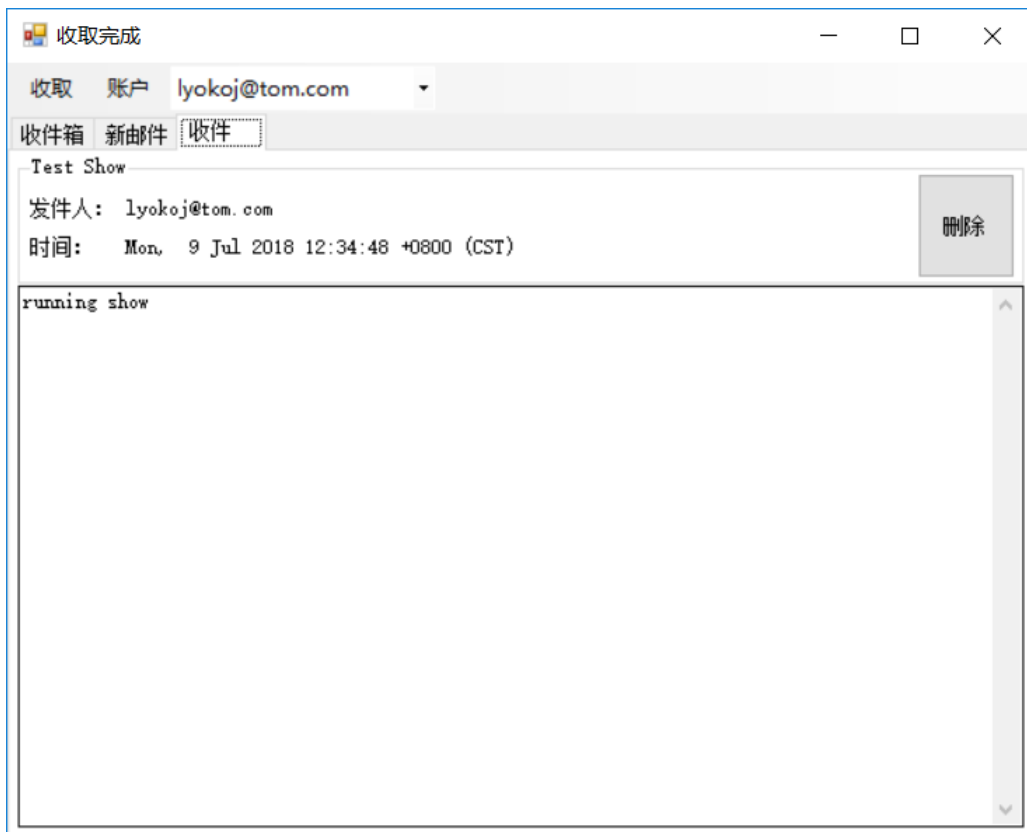 收取完成
收取 账户 lyokoj@tom.com
收件箱 新邮件 收件
Test Show
发件人: lyokoj@tom.com
时间: Mon, 9 Jul 2018 12:34:48 +0800 (CST)
删除
running show